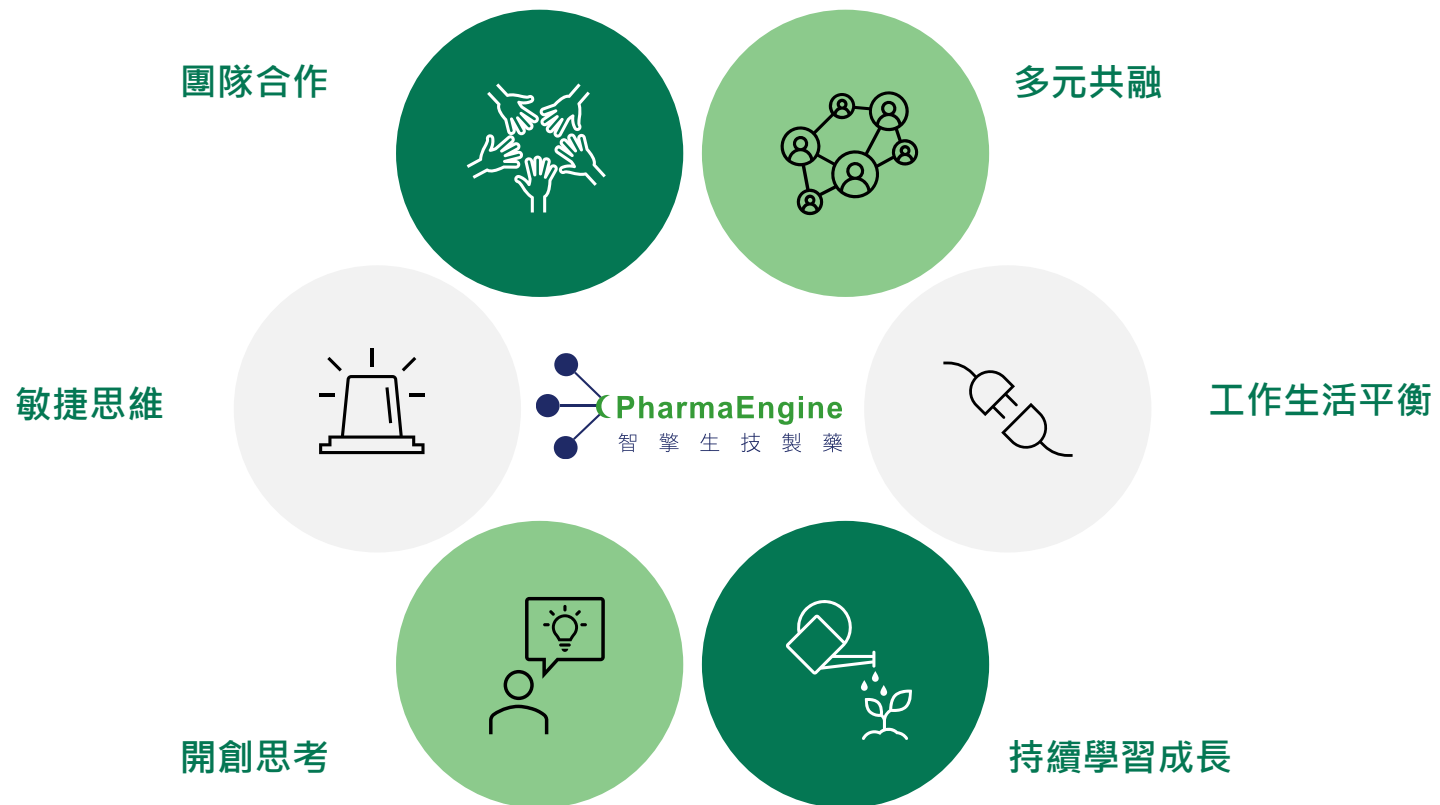 團隊合作
多元共融
敏捷思維
PharmaEngine
智擎生技製藥
工作生活平衡
開創思考
持續學習成長